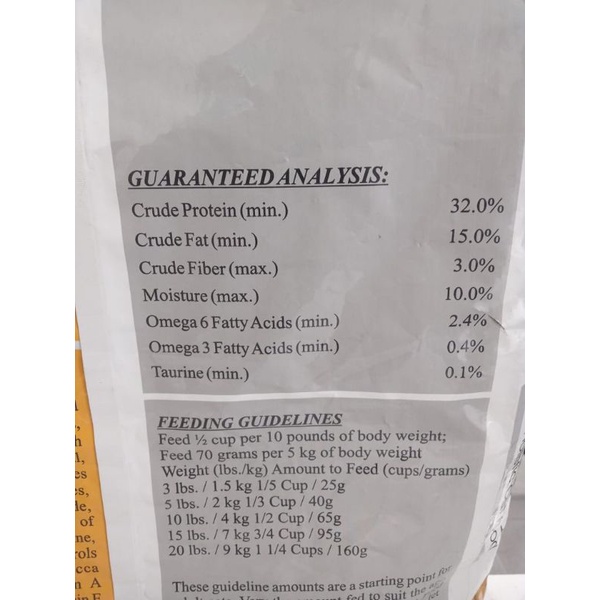 GUARANTEED ANALYSIS:
Crude Protein (min.) 32.0%
Crude Fat (min.) 15.0%
Crude Fiber (max.) 3.0%
Moisture (max.) 10.0%
Omega 6 Fatty Acids (min.) 2.4%
Omega 3 Fatty Acids (min.) 0.4%
Taurine (min.) 0.1%
FEEDING GUIDELINES
Feed ½ cup per 10 pounds of body weight;
Feed 70 grams per 5 kg of body weight
Weight (lbs./kg) Amount to Feed (cups/grams)
3 lbs. / 1.5 kg 1/5 Cup / 25g
5 lbs. / 2 kg 1/3 Cup / 40g
10 lbs. / 4 kg 1/2 Cup / 65g
15 lbs. / 7 kg 3/4 Cup / 95g
20 lbs. / 9 kg 1 1/4 Cups / 160g
These guideline amounts are a starting point for
fed to suit the
of
A